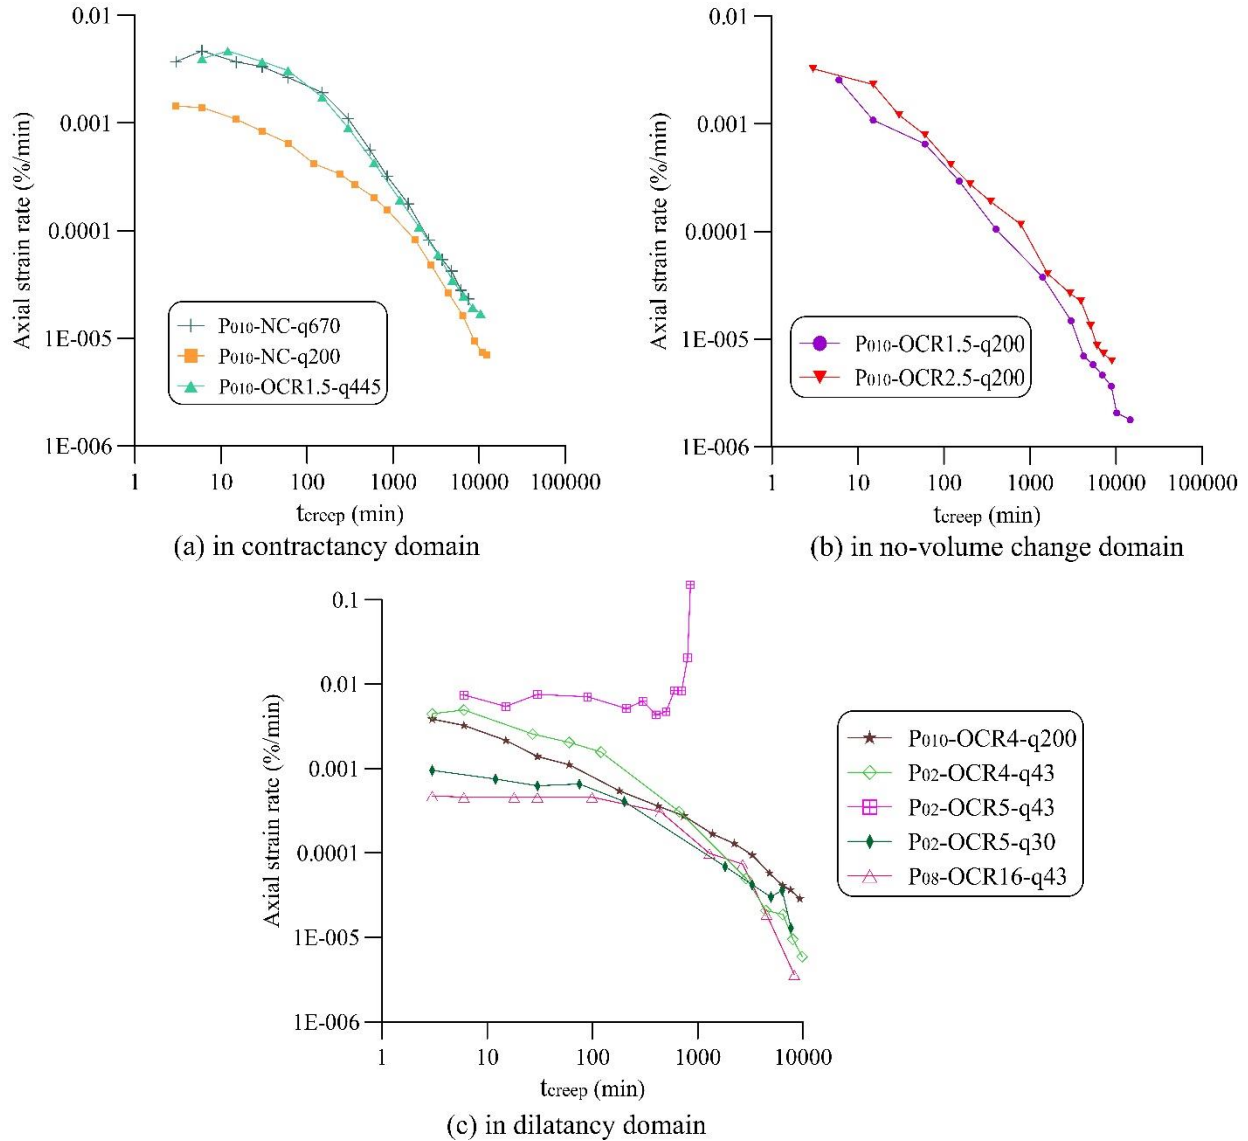 0.01
0.001
0.0001
1E-005
1E-006
Axial strain rate (%/min)
P010-NC-q670
P010-NC-q200
P010-OCR1.5-q445
1 10 100 1000 10000 100000
tcreep (min)
(a) in contractancy domain
0.01
0.001
0.0001
1E-005
1E-006
Axial strain rate (%/min)
P010-OCR1.5-q200
P010-OCR2.5-q200
1 10 100 1000 10000 100000
tcreep (min)
(b) in no-volume change domain
0.1
0.01
0.001
0.0001
1E-005
1E-006
Axial strain rate (%/min)
P010-OCR4-q200
P02-OCR4-q43
P02-OCR5-q43
P02-OCR5-q30
P08-OCR16-q43
1 10 100 1000 10000
tcreep (min)
(c) in dilatancy domain